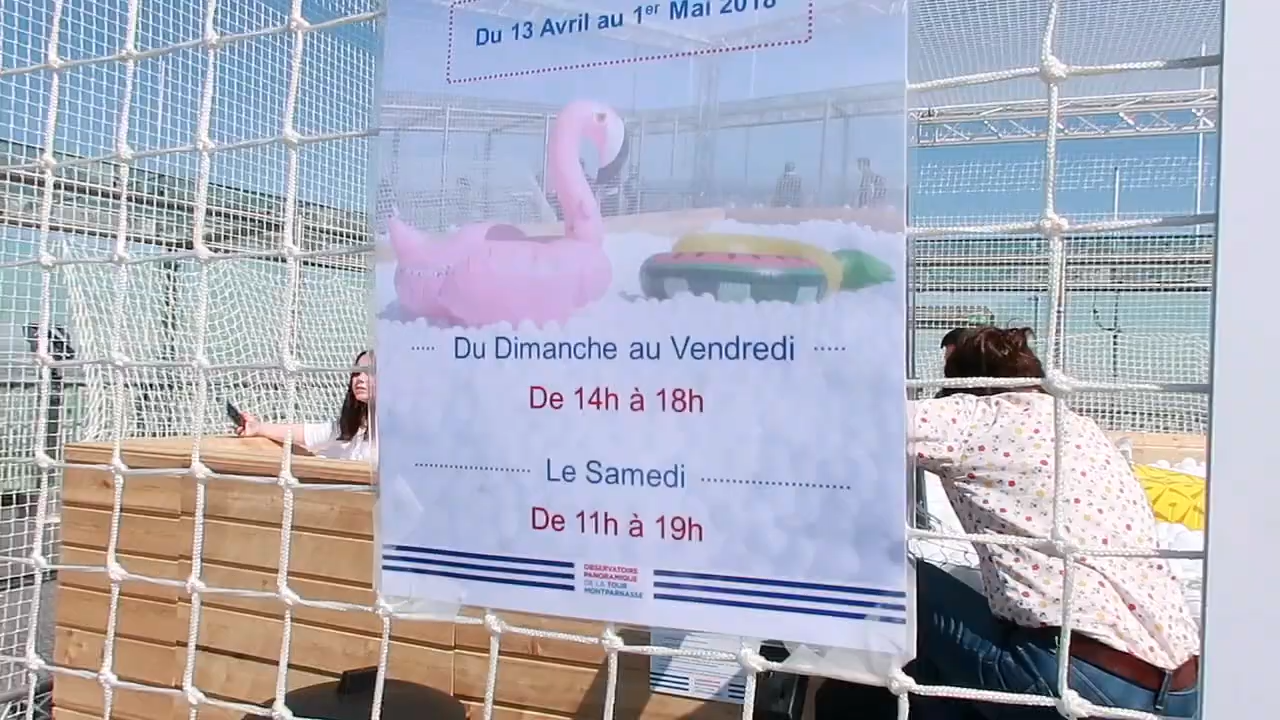 Du 13 Avril au 1er Mai 2018
Du Dimanche au Vendredi
De 14h à 18h
Le Samedi
De 11h à 19h
OBSERVATOIRE
PANORAMIQUE
DE LA TOUR
MONTPARNASSE